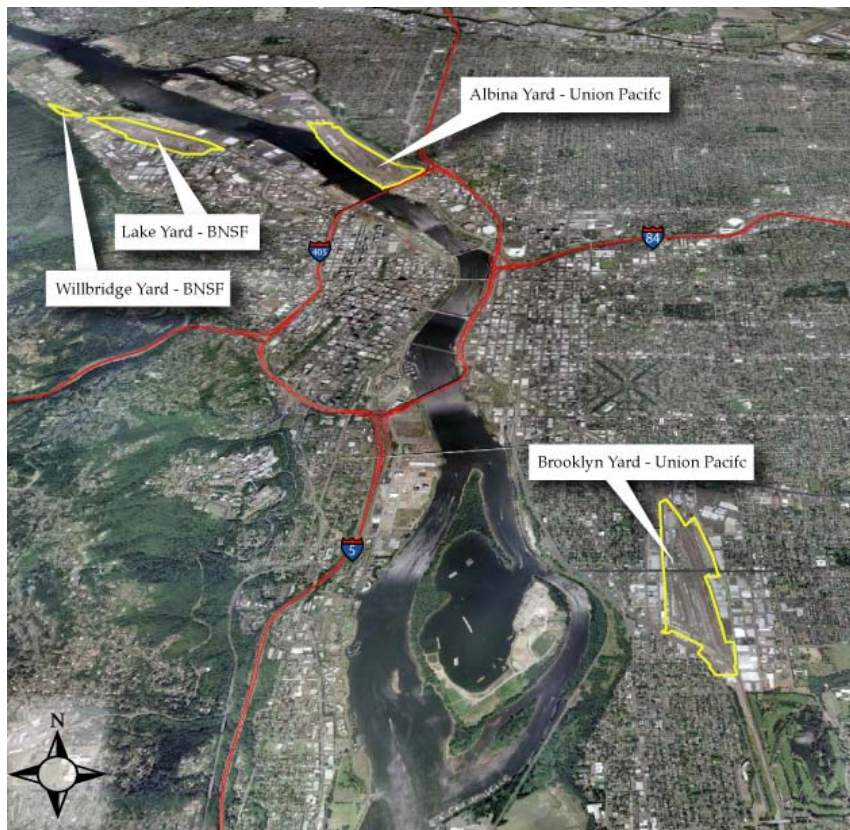 Albina Yard - Union Pacifc
Lake Yard - BNSF
405
84
Willbridge Yard - BNSF
Brooklyn Yard - Union Pacifc
5
N